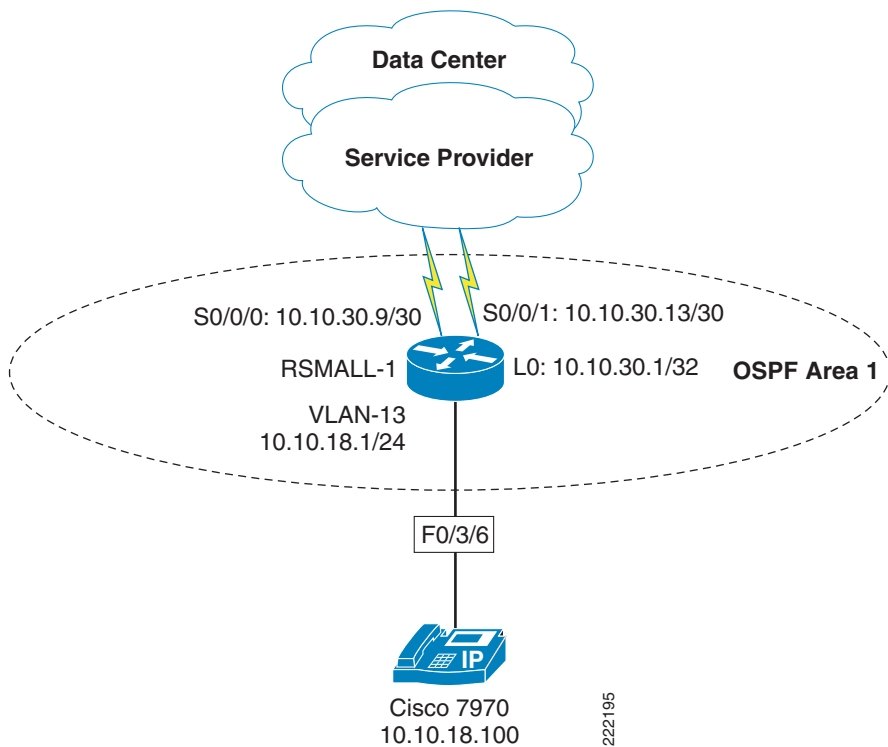 Data Center
Service Provider
S0/0/0: 10.10.30.9/30
S0/0/1: 10.10.30.13/30
RSMALL-1
L0: 10.10.30.1/32
OSPF Area 1
VLAN-13
10.10.18.1/24
F0/3/6
IP
Cisco 7970
10.10.18.100
222195